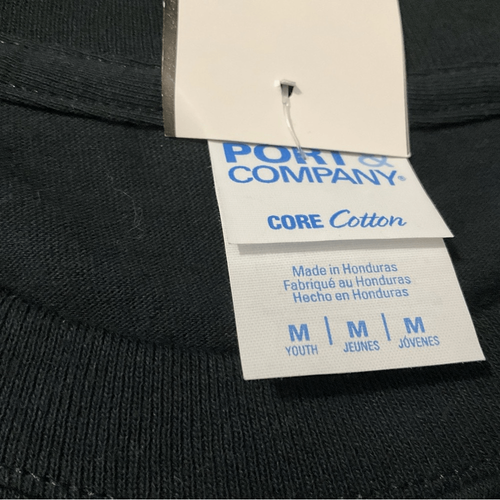 PORT &
COMPANY®
CORE Cotton
Made in Honduras
Fabriqué au Honduras
Hecho en Honduras
M | M | M
YOUTH JEUNES JÓVENES